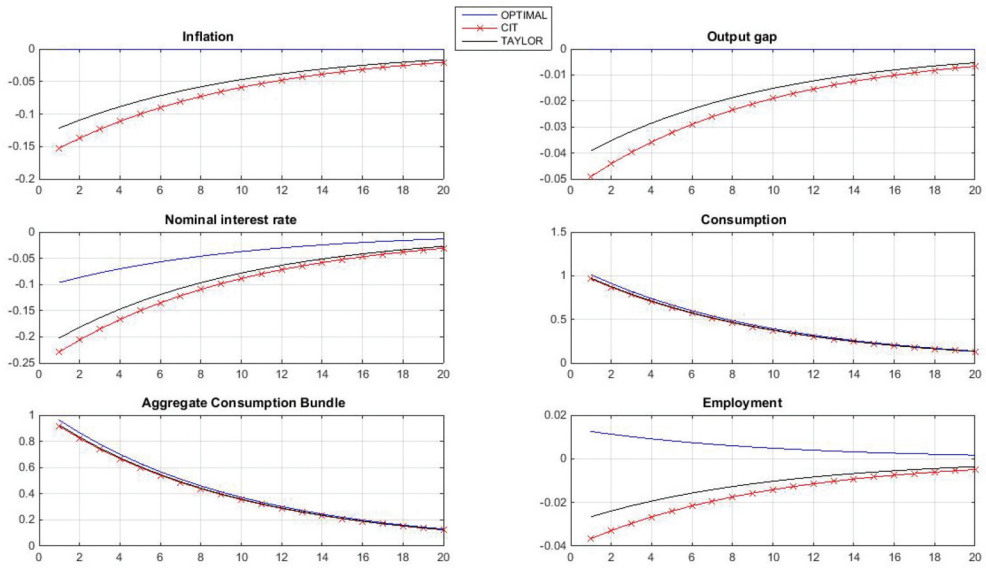 OPTIMAL
CIT
TAYLOR
Inflation
0
-0.05
-0.1
-0.15
-0.2
0 2 4 6 8 10 12 14 16 18 20
Output gap
0
-0.01
-0.02
-0.03
-0.04
-0.05
0 2 4 6 8 10 12 14 16 18 20
Nominal interest rate
0
-0.05
-0.1
-0.15
-0.2
-0.25
0 2 4 6 8 10 12 14 16 18 20
Consumption
1.5
1
0.5
0
0 2 4 6 8 10 12 14 16 18 20
Aggregate Consumption Bundle
1
0.8
0.6
0.4
0.2
0
0 2 4 6 8 10 12 14 16 18 20
Employment
0.02
0
-0.02
-0.04
0 2 4 6 8 10 12 14 16 18 20